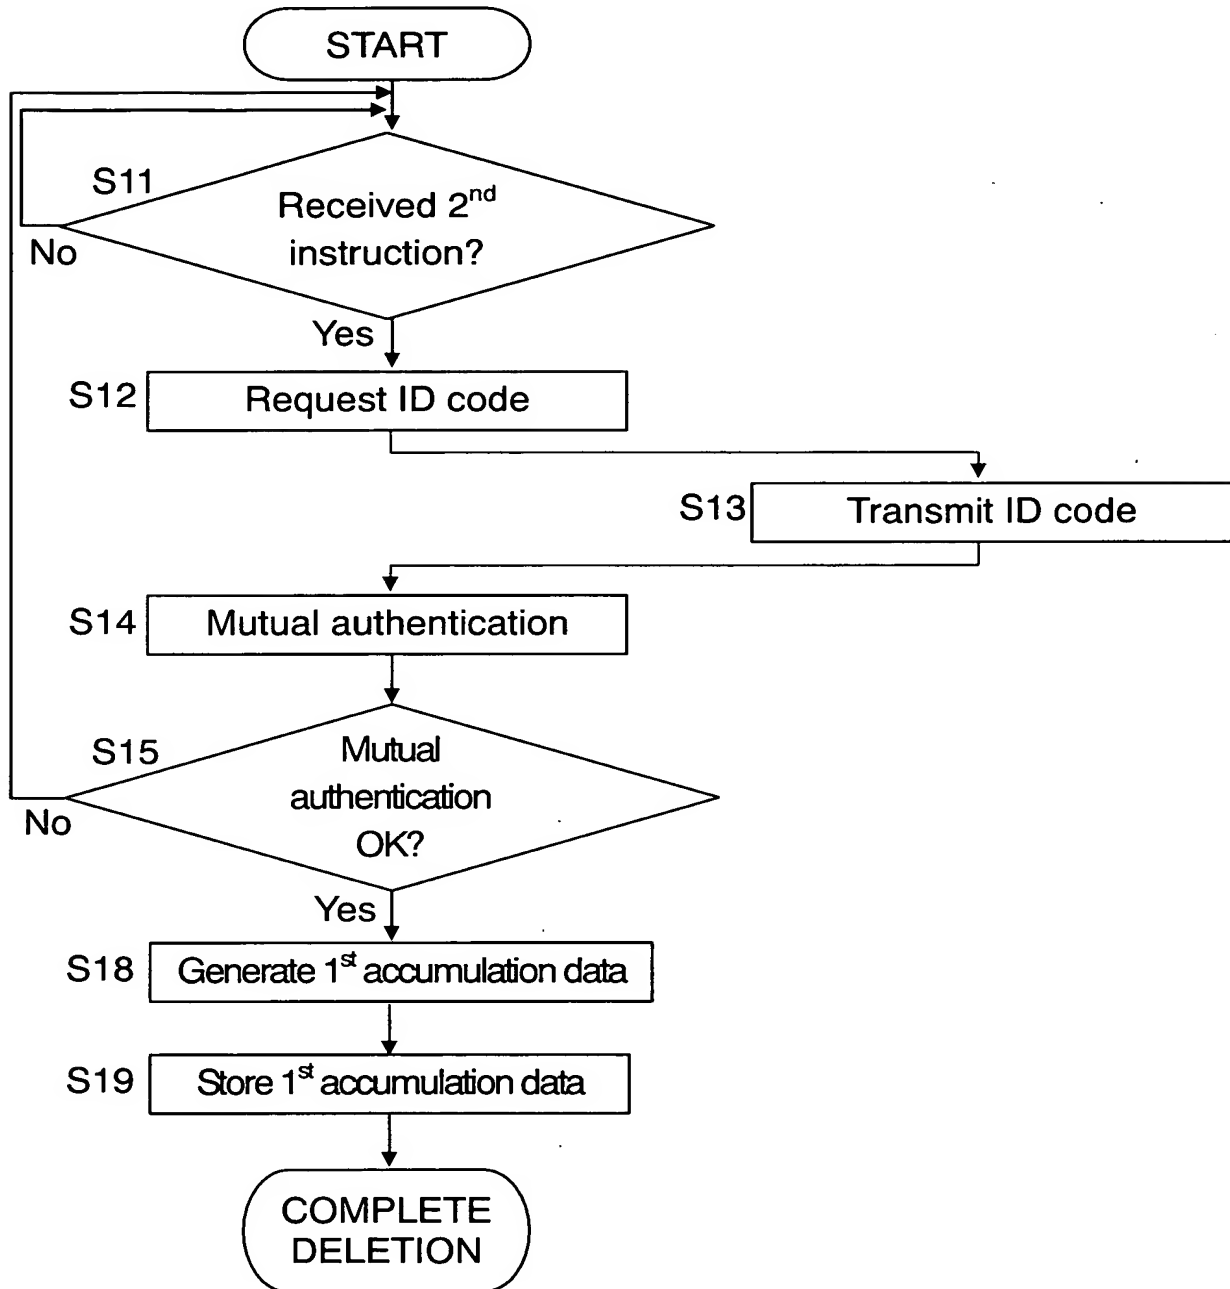 START
S11
Received 2nd
instruction?
No
Yes
S12
Request ID code
S13
Transmit ID code
S14
Mutual authentication
S15
Mutual
authentication
OK?
No
Yes
S18
Generate 1st accumulation data
S19
Store 1st accumulation data
COMPLETE
DELETION